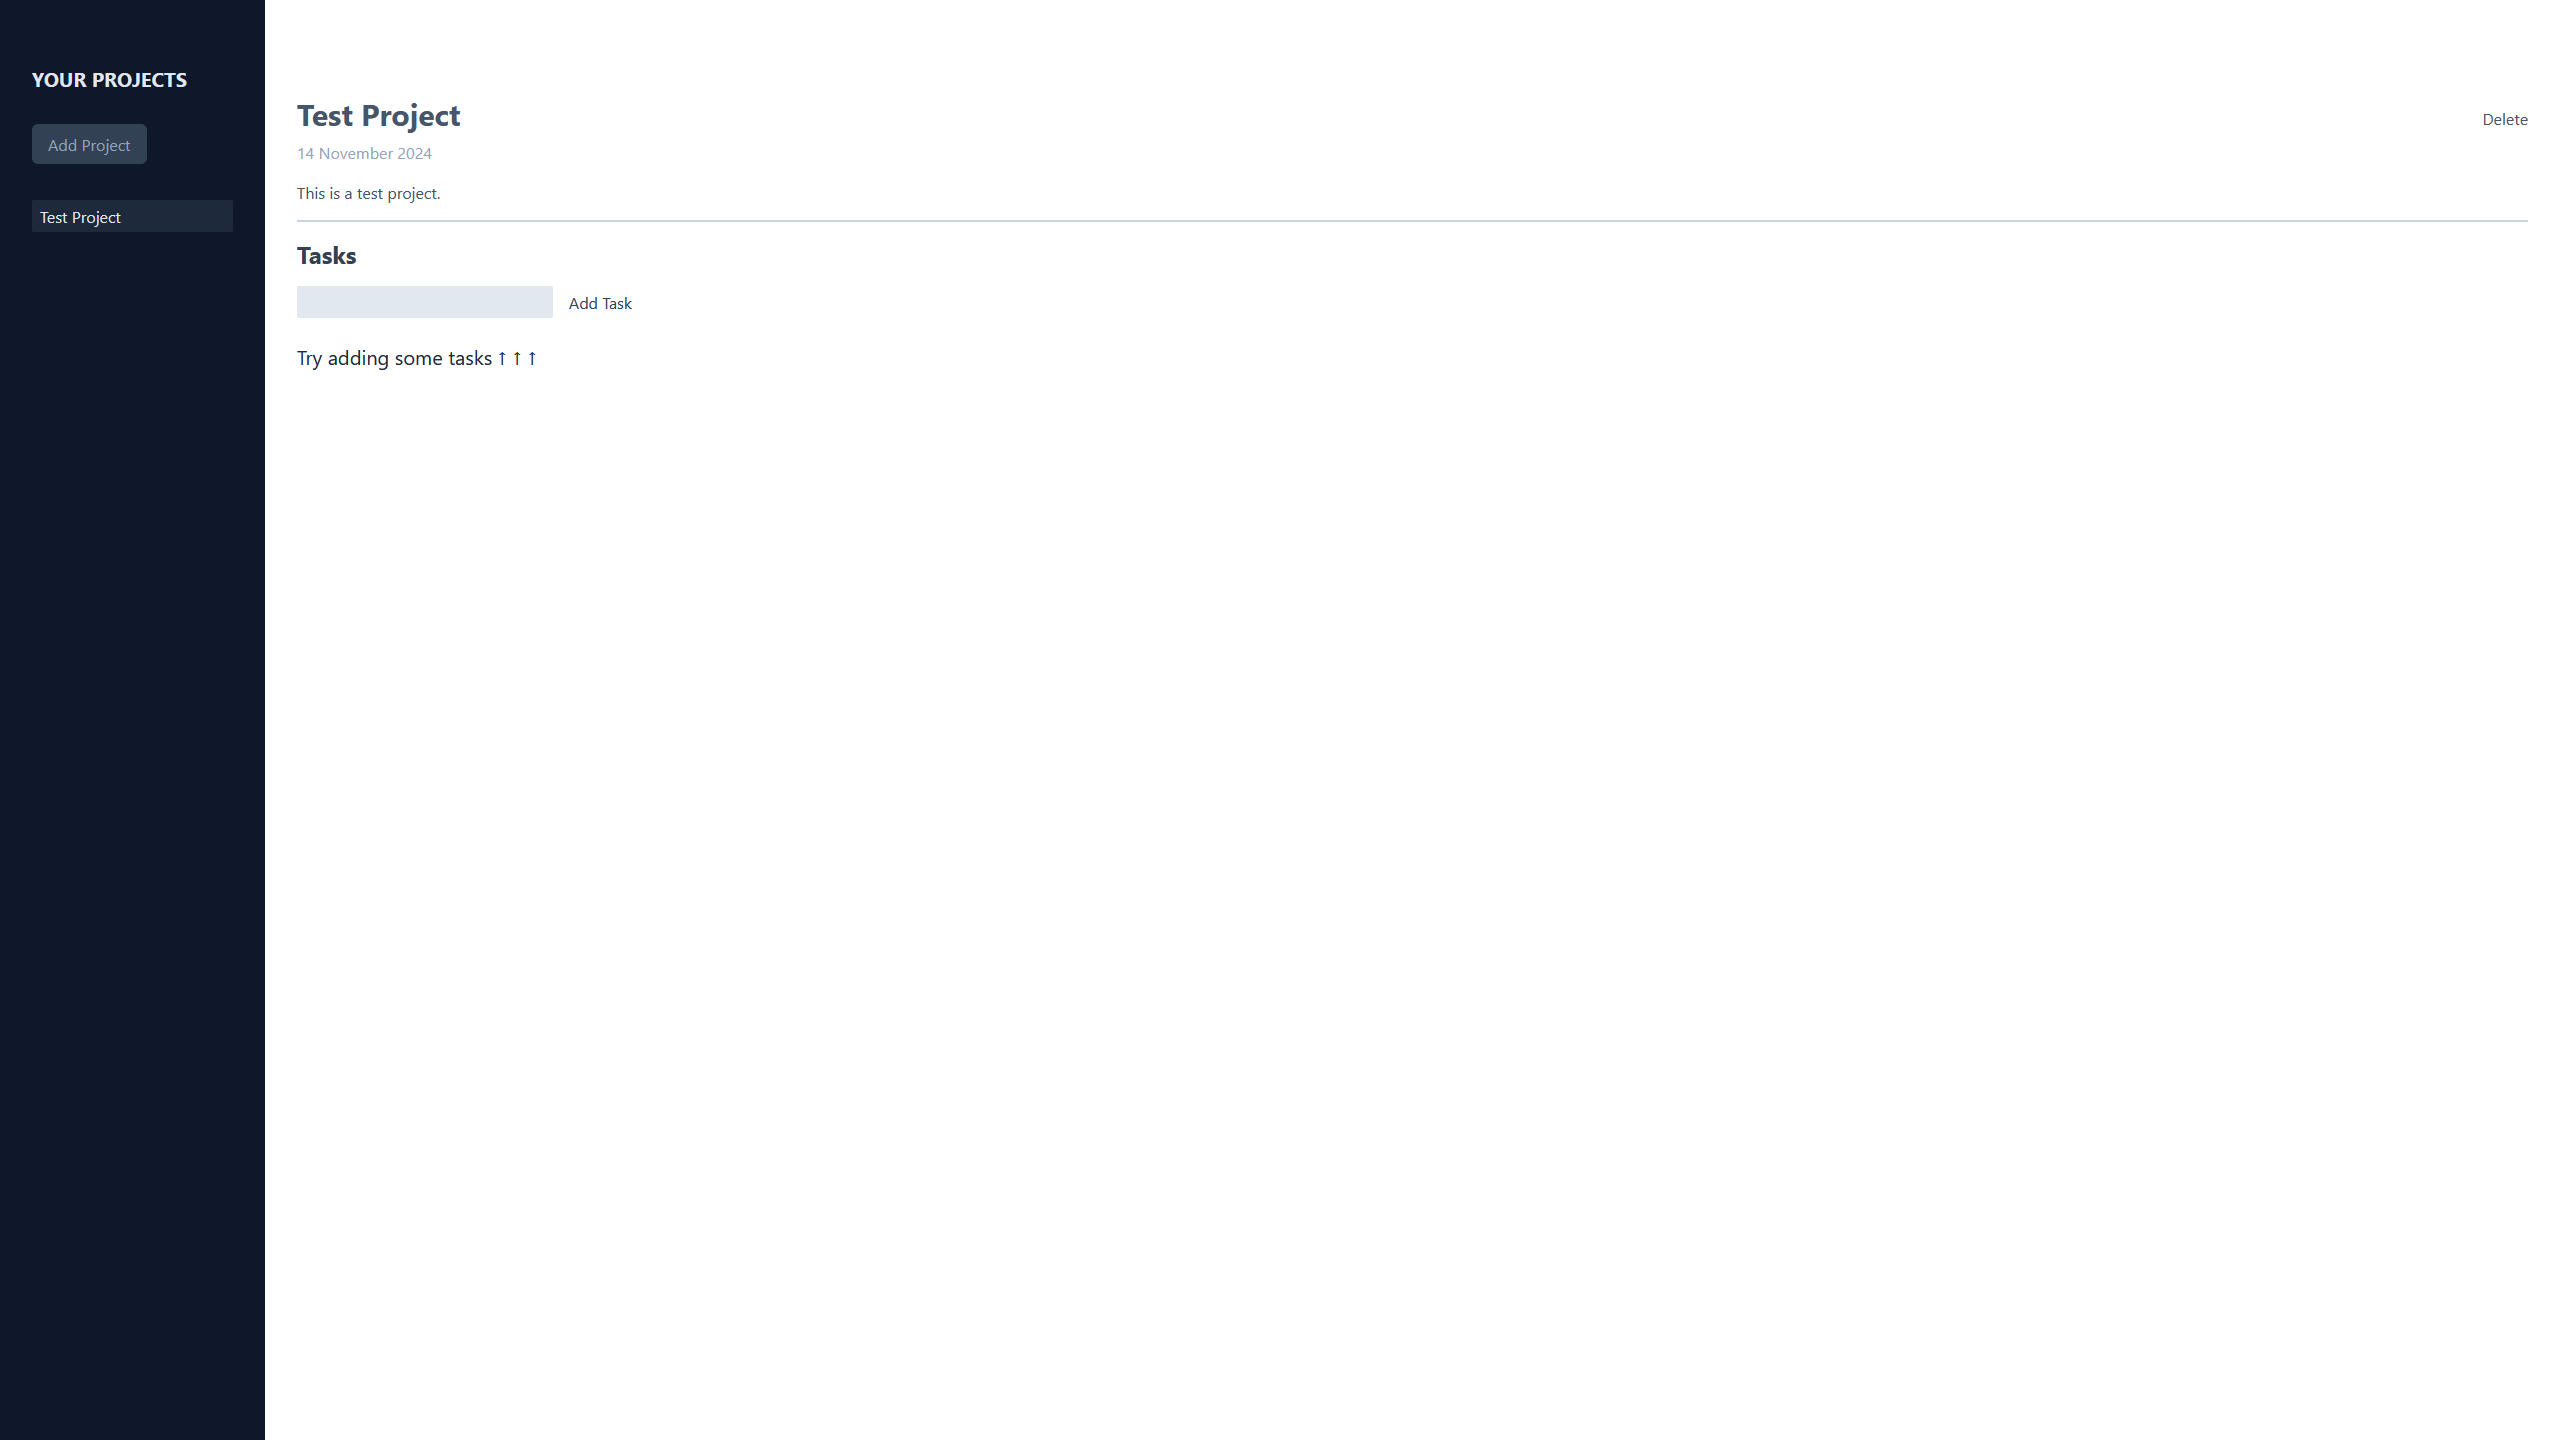 YOUR PROJECTS
Add Project
Test Project
Test Project
Delete
14 November 2024
This is a test project.
Tasks
Add Task
Try adding some tasks ↑ ↑ ↑